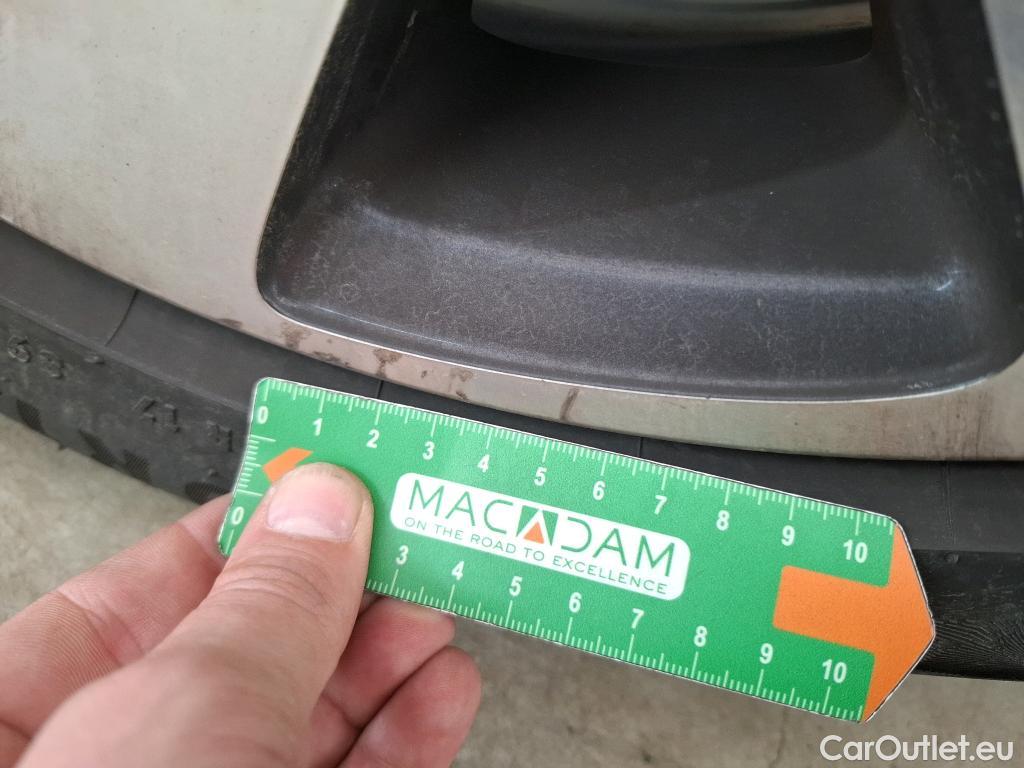 0 1 2 3 4 5 6 7 8 9 10
MACADAM
ON THE ROAD TO EXCELLENCE
0 3 4 5 6 7 8 9 10
CarOutlet.eu